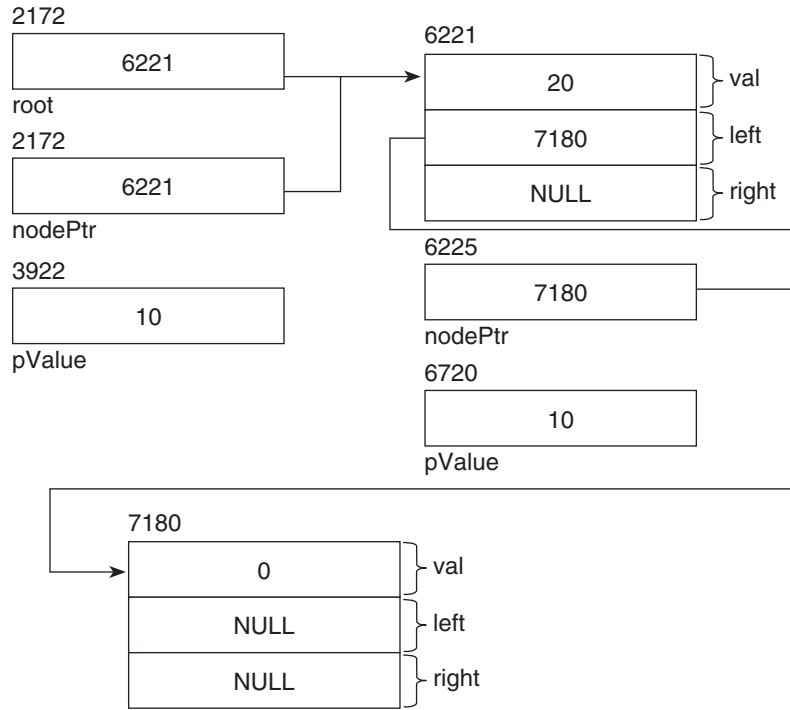 2172
6221
root
2172
6221
nodePtr
3922
10
pValue
6221
20
val
7180
left
NULL
right
6225
7180
nodePtr
6720
10
pValue
7180
0
val
NULL
left
NULL
right